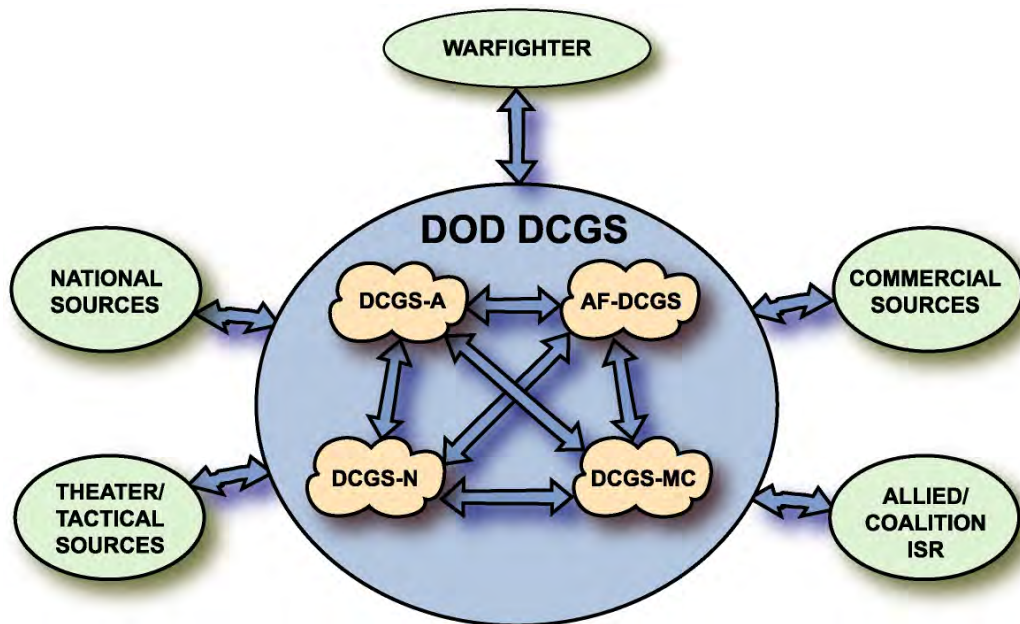 WARFIGHTER
DOD DCGS
NATIONAL
SOURCES
DCGS-A
AF-DCGS
COMMERCIAL
SOURCES
THEATER/
TACTICAL
SOURCES
DCGS-N
DCGS-MC
ALLIED/
COALITION
ISR